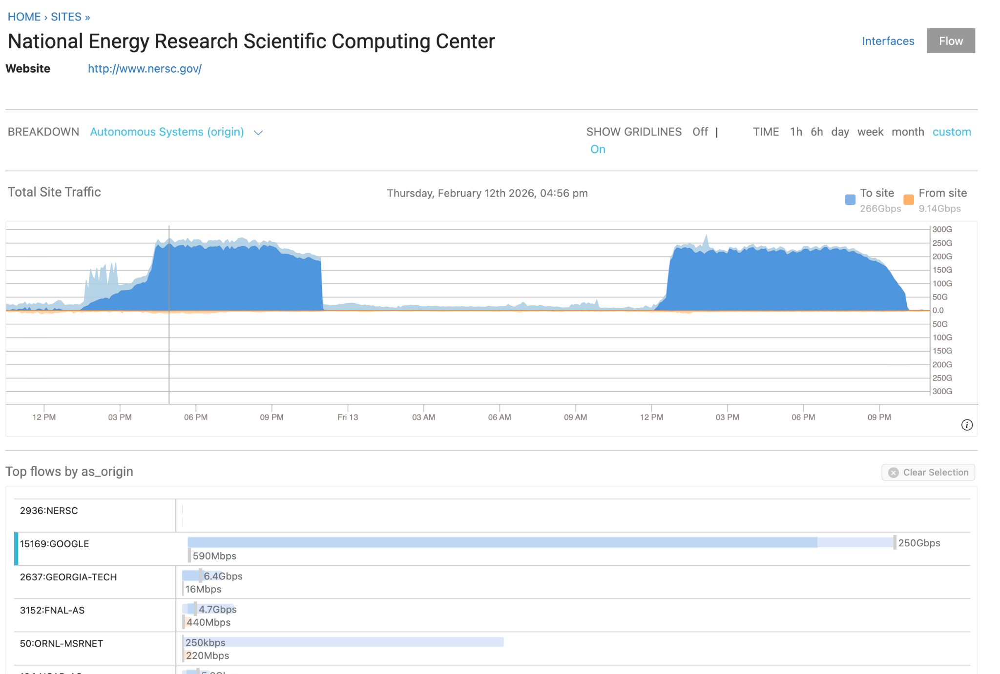 HOME › SITES »
National Energy Research Scientific Computing Center
Interfaces
Flow
Website http://www.nersc.gov/
BREAKDOWN Autonomous Systems (origin)
SHOW GRIDLINES Off |
On
TIME 1h 6h day week month custom
Total Site Traffic
Thursday, February 12th 2026, 04:56 pm
To site
266Gbps
From site
9.14Gbps
300G
250G
200G
150G
100G
50G
0.0
50G
100G
150G
200G
250G
300G
12 PM 03 PM 06 PM 09 PM Fri 13 03 AM 06 AM 09 AM 12 PM 03 PM 06 PM 09 PM
Top flows by as_origin
Clear Selection
2936:NERSC
15169:GOOGLE
250Gbps
590Mbps
2637:GEORGIA-TECH
6.4Gbps
16Mbps
3152:FNAL-AS
4.7Gbps
440Mbps
50:ORNL-MSRNET
250kbps
220Mbps